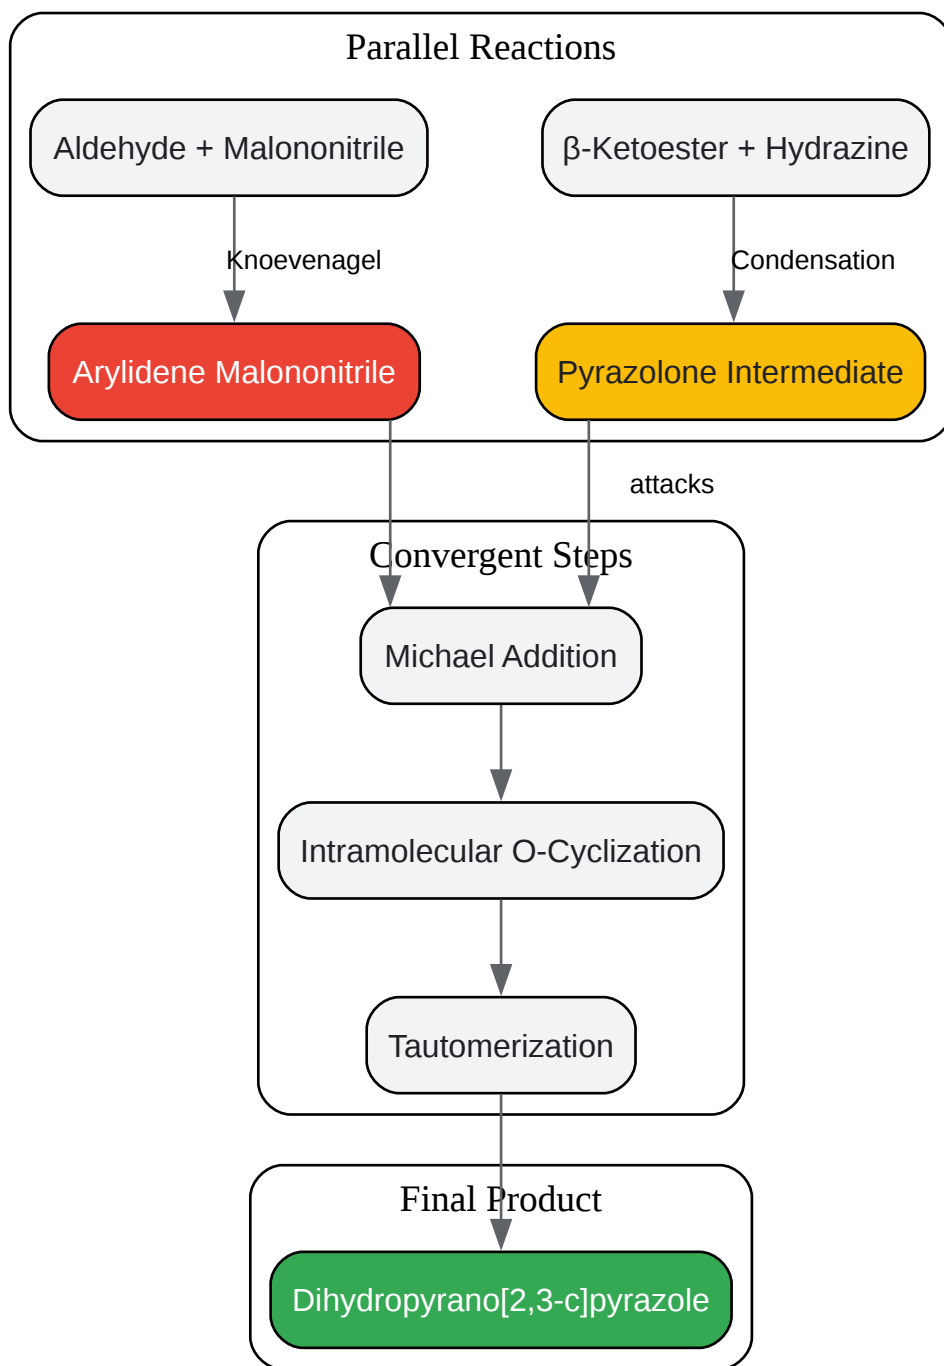 Parallel Reactions
Aldehyde + Malononitrile
β-Ketoester + Hydrazine
Knoevenagel
Condensation
Arylidene Malononitrile
Pyrazolone Intermediate
attacks
Convergent Steps
Michael Addition
Intramolecular O-Cyclization
Tautomerization
Final Product
Dihydropyrano[2,3-c]pyrazole